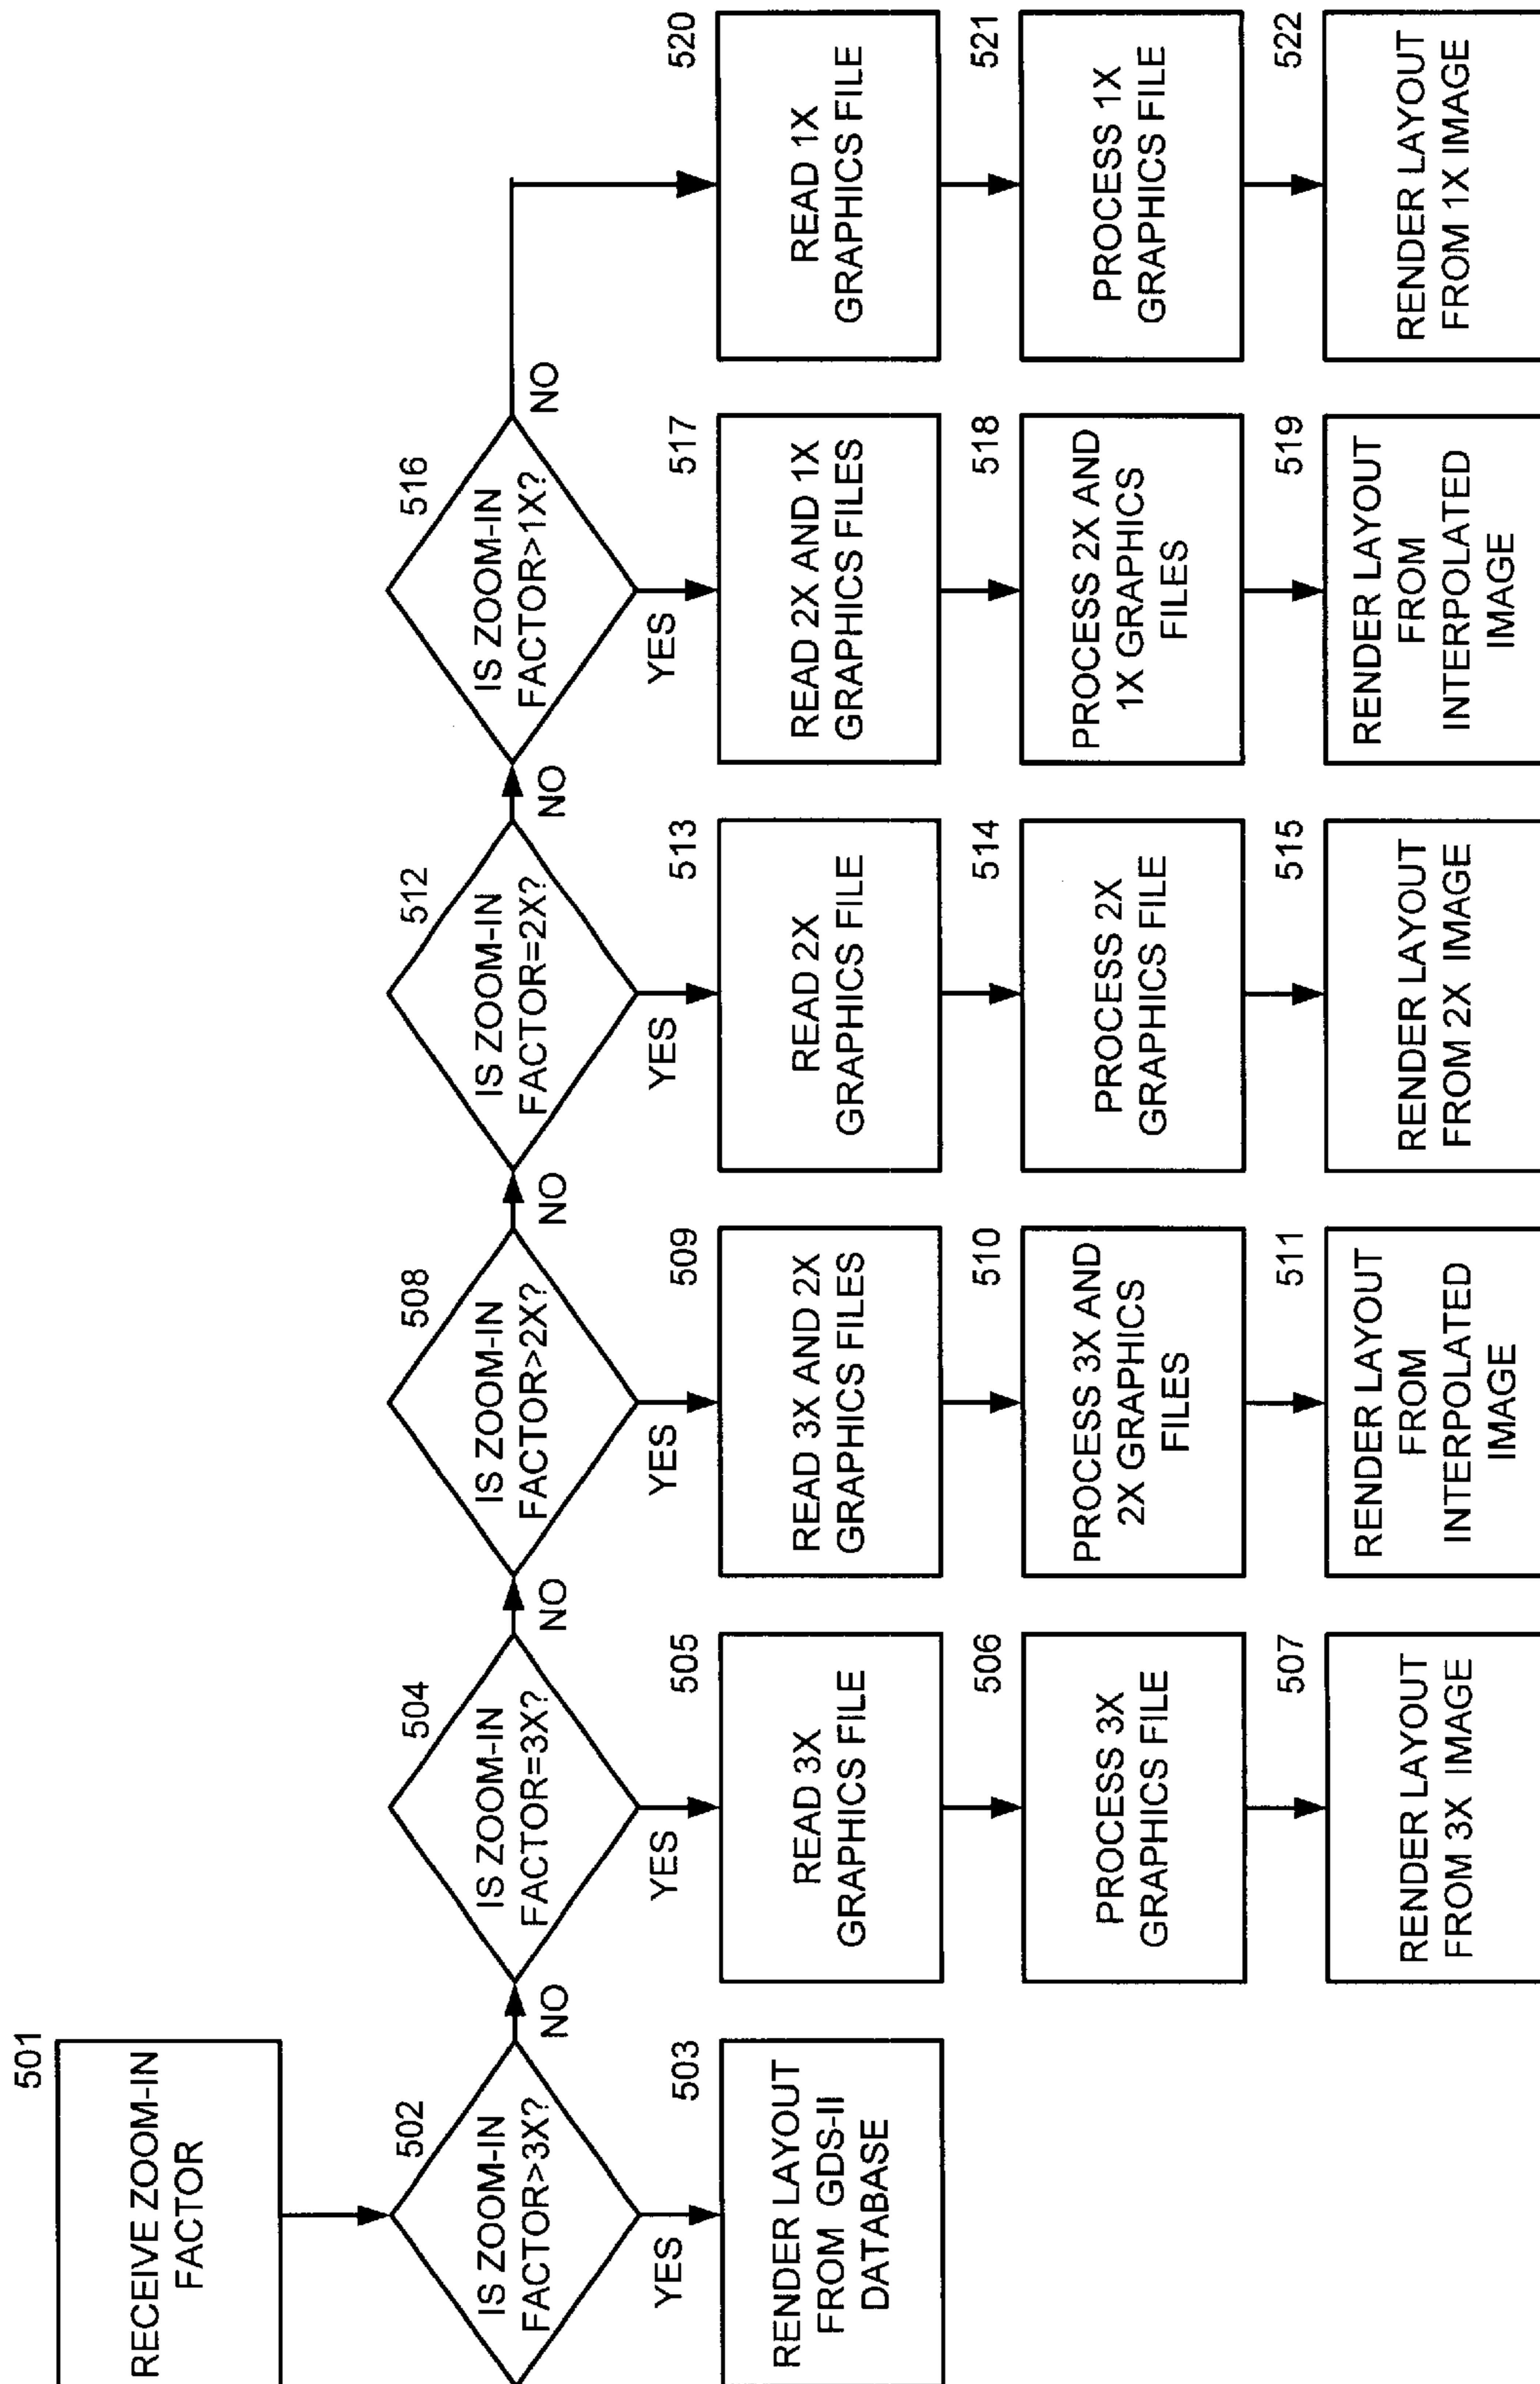 501
RECEIVE ZOOM-IN
FACTOR
502
IS ZOOM-IN
FACTOR>3X?
NO
YES
503
RENDER LAYOUT
FROM GDS-II
DATABASE
504
IS ZOOM-IN
FACTOR=3X?
NO
YES
505
READ 3X
GRAPHICS FILE
506
PROCESS 3X
GRAPHICS FILE
507
RENDER LAYOUT
FROM 3X IMAGE
508
IS ZOOM-IN
FACTOR>2X?
NO
YES
509
READ 3X AND 2X
GRAPHICS FILES
510
PROCESS 3X AND
2X GRAPHICS
FILES
511
RENDER LAYOUT
FROM
INTERPOLATED
IMAGE
512
IS ZOOM-IN
FACTOR=2X?
NO
YES
513
READ 2X
GRAPHICS FILE
514
PROCESS 2X
GRAPHICS FILE
515
RENDER LAYOUT
FROM 2X IMAGE
516
IS ZOOM-IN
FACTOR>1X?
NO
YES
517
READ 2X AND 1X
GRAPHICS FILES
518
PROCESS 2X AND
1X GRAPHICS
FILES
519
RENDER LAYOUT
FROM
INTERPOLATED
IMAGE
520
READ 1X
GRAPHICS FILE
521
PROCESS 1X
GRAPHICS FILE
522
RENDER LAYOUT
FROM 1X IMAGE